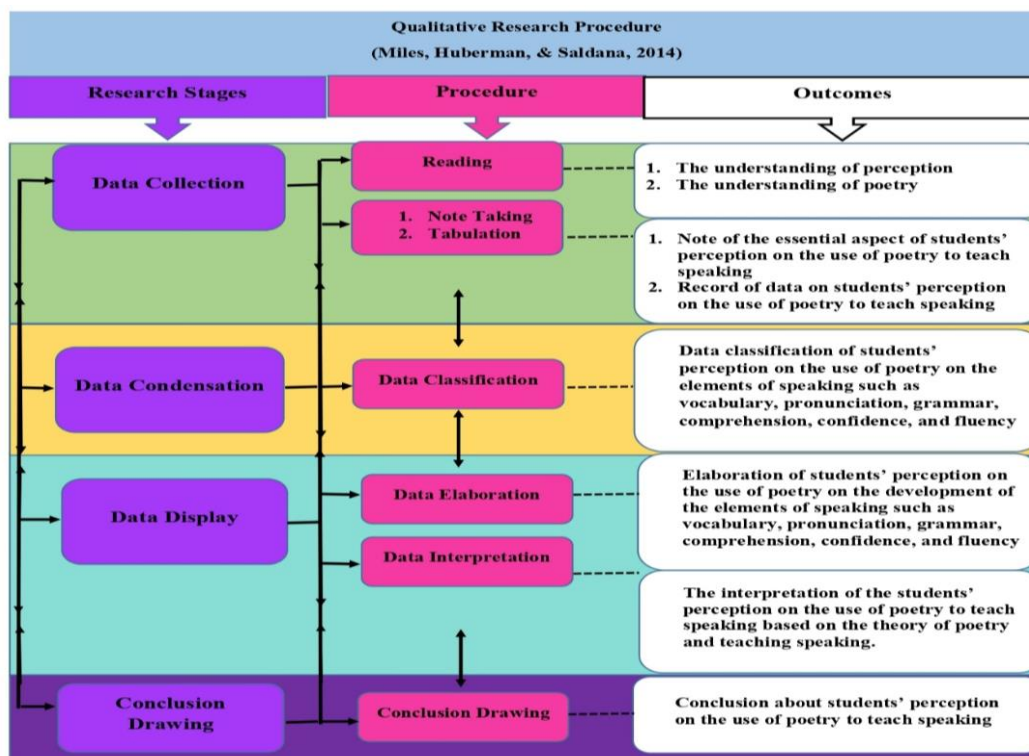 Qualitative Research Procedure
(Miles, Huberman, & Saldana, 2014)
Research Stages
Procedure
Outcomes
Data Collection
Reading
1. The understanding of perception
2. The understanding of poetry
1. Note Taking
2. Tabulation
1. Note of the essential aspect of students'
perception on the use of poetry to teach
speaking
2. Record of data on students' perception
on the use of poetry to teach speaking
Data Condensation
Data Classification
Data classification of students'
perception on the use of poetry on the
elements of speaking such as
vocabulary, pronunciation, grammar,
comprehension, confidence, and fluency
Data Display
Data Elaboration
Elaboration of students' perception on
the use of poetry on the development of
the elements of speaking such as
vocabulary, pronunciation, grammar,
comprehension, confidence, and fluency
Data Interpretation
The interpretation of the students'
perception on the use of poetry to teach
speaking based on the theory of poetry
and teaching speaking.
Conclusion
Drawing
Conclusion Drawing
Conclusion about students' perception
on the use of poetry to teach speaking